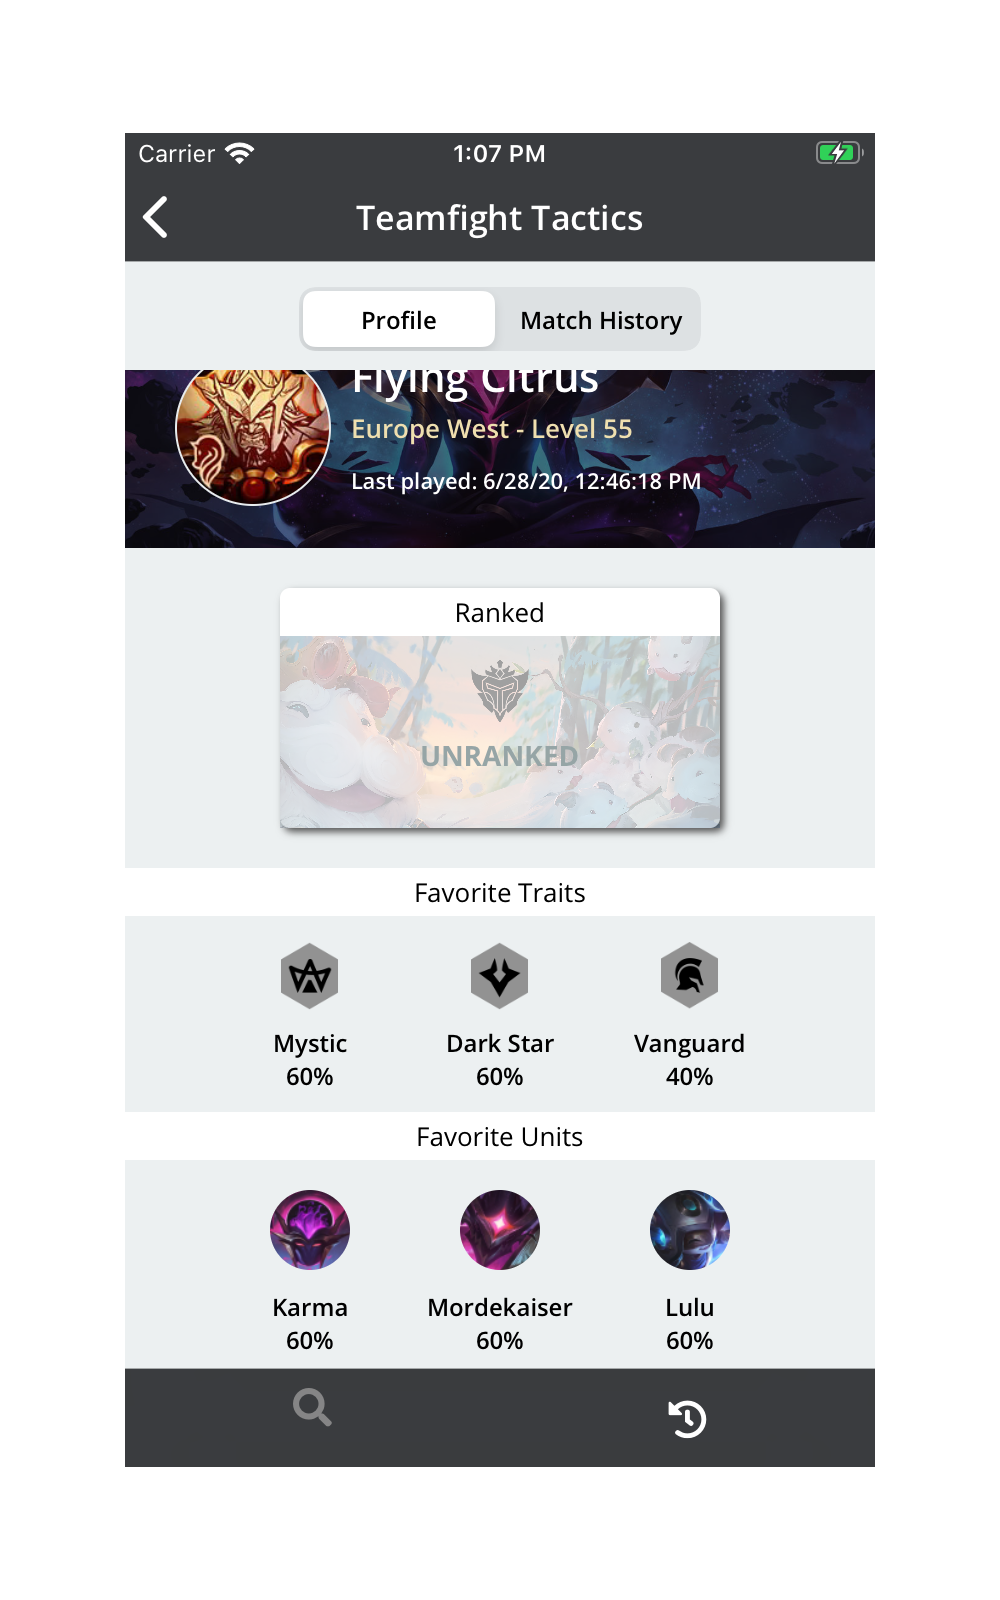 Carrier 1:07 PM
Teamfight Tactics
Profile Match History
Flying Citrus
Europe West - Level 55
Last played: 6/28/20, 12:46:18 PM
Ranked
UNRANKED
Favorite Traits
Mystic Dark Star Vanguard
60% 60% 40%
Favorite Units
Karma Mordekaiser Lulu
60% 60% 60%